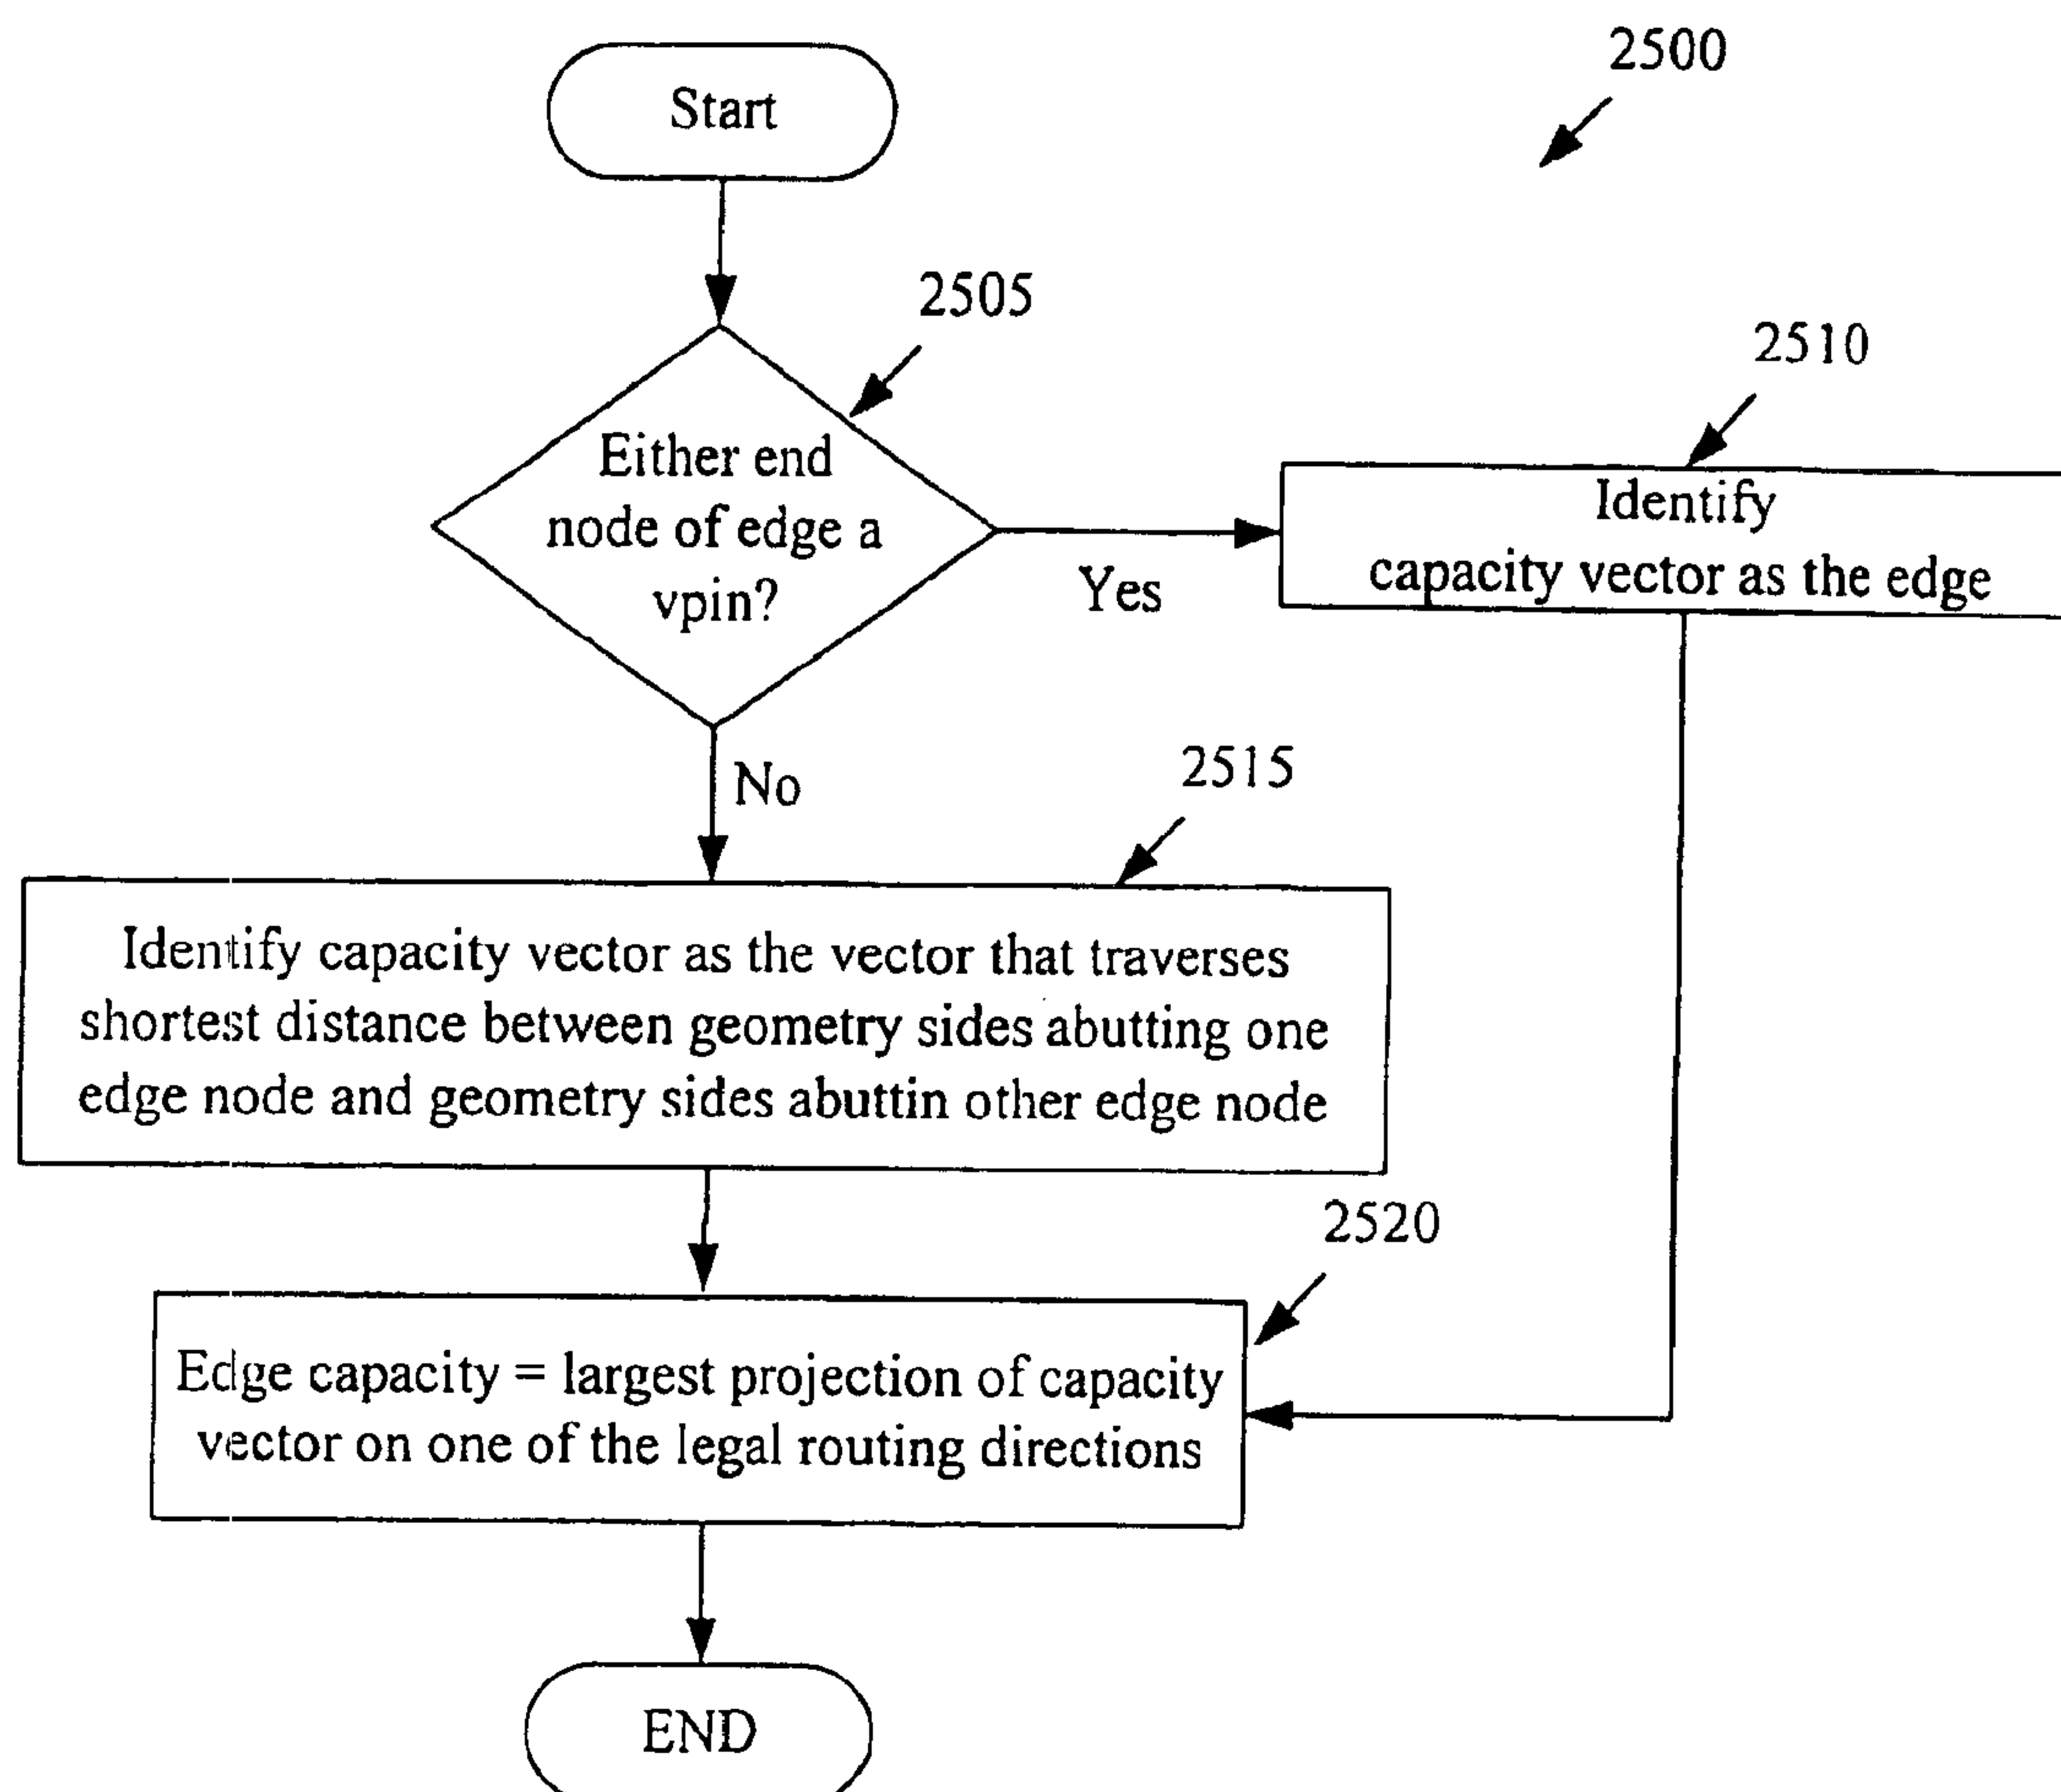 2500
Start
2505
Either end
node of edge a
vpin?
2510
Identify
capacity vector as the edge
Yes
No
2515
Identify capacity vector as the vector that traverses
shortest distance between geometry sides abutting one
edge node and geometry sides abuttin other edge node
2520
Edge capacity = largest projection of capacity
vector on one of the legal routing directions
END